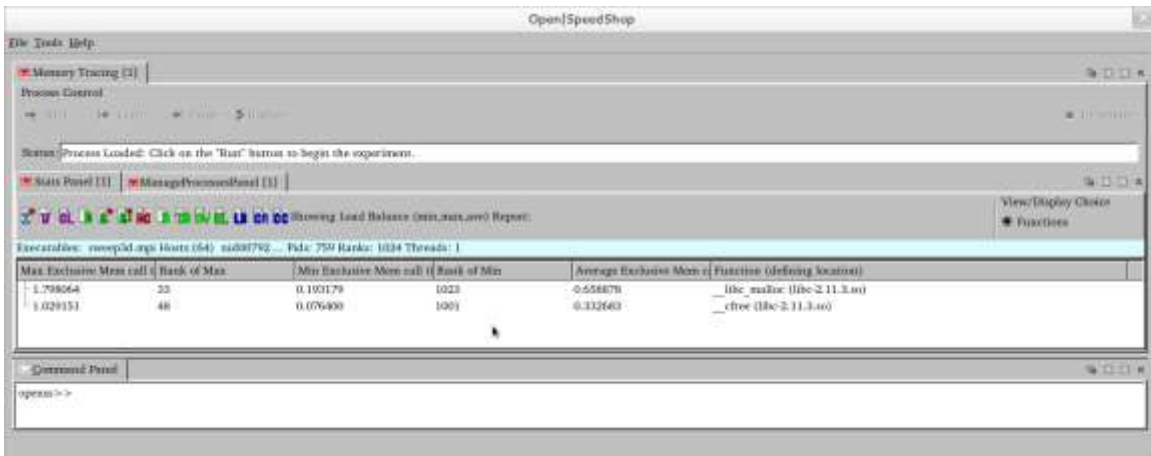 Open|SpeedShop
File Tools Help
Memory Tracing [1]
Process Control
Status: Process Loaded: Click on the "Run" button to begin the experiment.
Stats Panel [1] ManageProcessesPanel [1]
View/Display Choice
Showing Load Balance (min,max,ave) Report:
Functions
Executables: sweep3d.mpi Hosts:(64) nid00792 ... Pids: 759 Ranks: 1024 Threads: 1
Max Exclusive Mem call t Rank of Max Min Exclusive Mem call ti Rank of Min Average Exclusive Mem c Function (defining location)
1.798064 33 0.193179 1023 0.658878 __libc_malloc (libc-2.11.3.so)
1.029151 48 0.076400 1001 0.332683 __cfree (libc-2.11.3.so)
Command Panel
openss>>